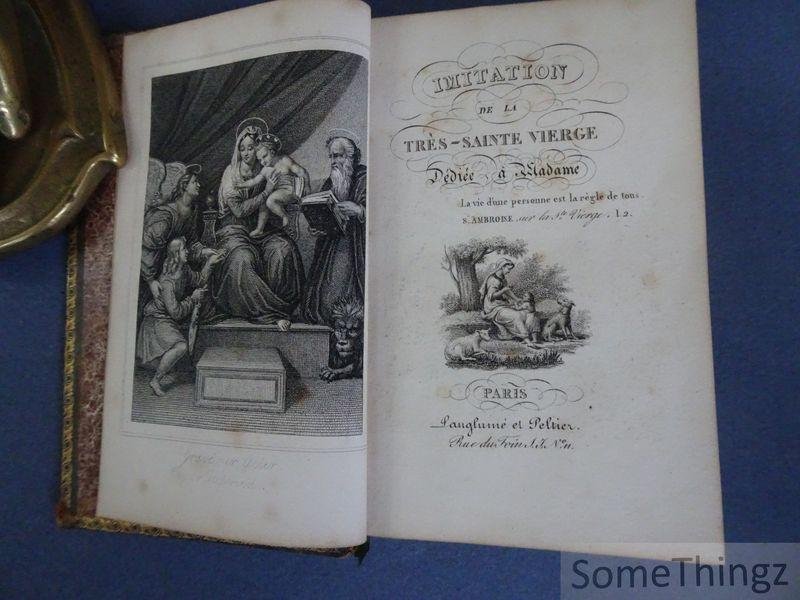 IMITATION
DE LA
TRÈS-SAINTE VIERGE
Dédiée à Madame
La vie d'une personne est la règle de tous.
S. AMBROISE sur la Ste Vierge. l. 2.
PARIS
Langlumé et Peltier.
Rue du Foin S. J. No. 11.
SomeThingz